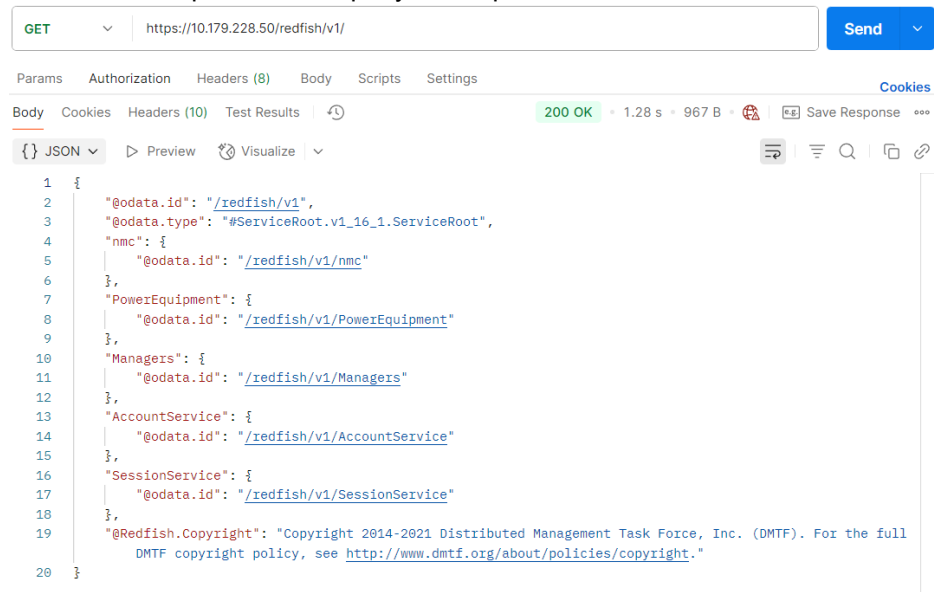 GET https://10.179.228.50/redfish/v1/ Send
Params Authorization Headers (8) Body Scripts Settings
Cookies
Body Cookies Headers (10) Test Results 200 OK • 1.28 s • 967 B • e.g. Save Response
{} JSON Preview Visualize
1 {
2 "@odata.id": "/redfish/v1",
3 "@odata.type": "#ServiceRoot.v1_16_1.ServiceRoot",
4 "nmc": {
5 "@odata.id": "/redfish/v1/nmc"
6 },
7 "PowerEquipment": {
8 "@odata.id": "/redfish/v1/PowerEquipment"
9 },
10 "Managers": {
11 "@odata.id": "/redfish/v1/Managers"
12 },
13 "AccountService": {
14 "@odata.id": "/redfish/v1/AccountService"
15 },
16 "SessionService": {
17 "@odata.id": "/redfish/v1/SessionService"
18 },
19 "@Redfish.Copyright": "Copyright 2014-2021 Distributed Management Task Force, Inc. (DMTF). For the full
DMTF copyright policy, see http://www.dmtf.org/about/policies/copyright."
20 }